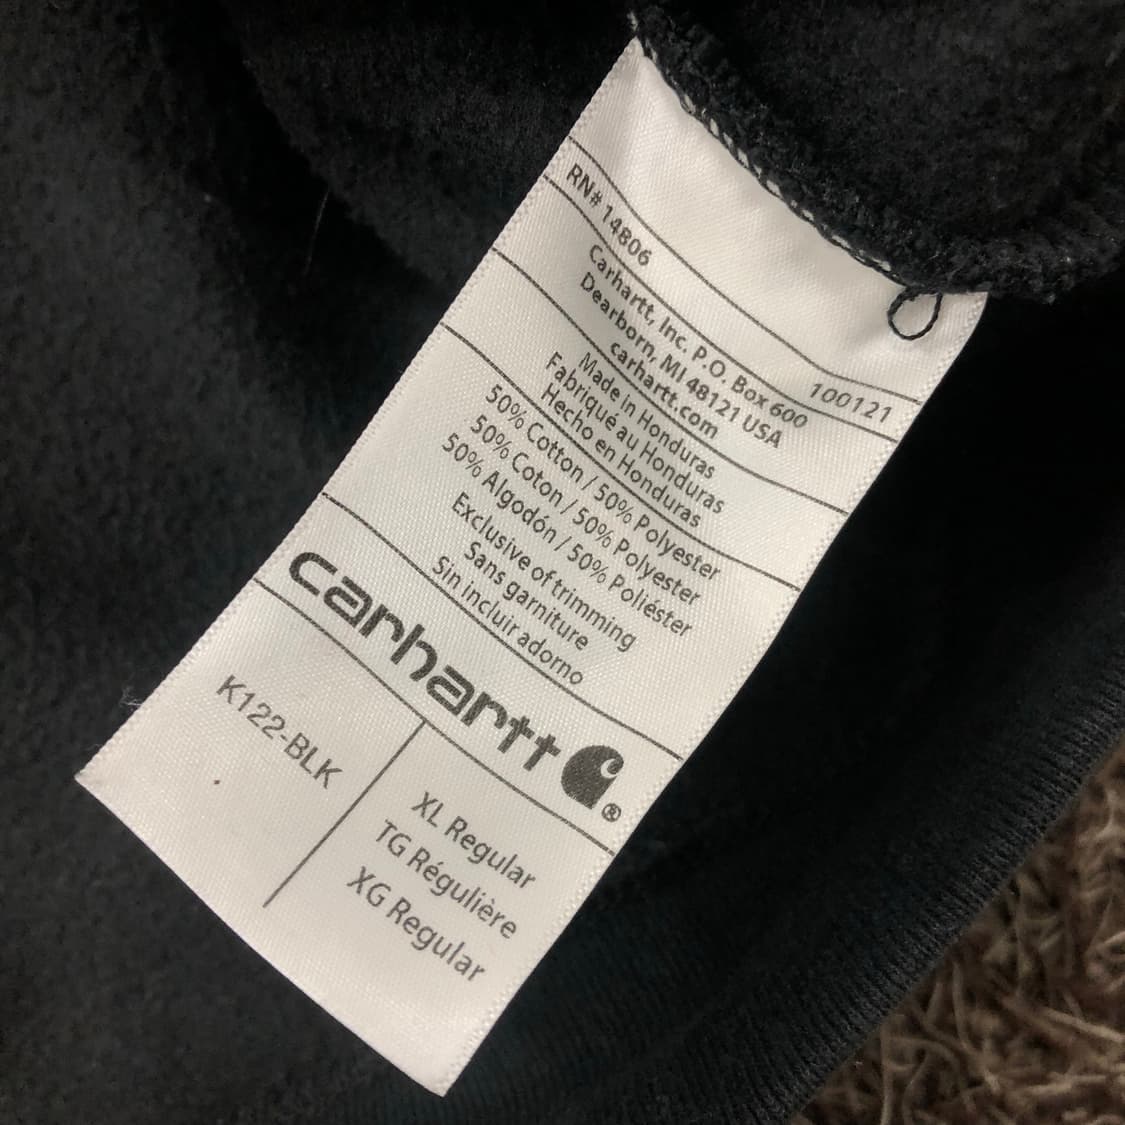 RN# 14806 100121
Carhartt, Inc. P.O. Box 600
Dearborn, MI 48121 USA
carhartt.com
Made in Honduras
Fabriqué au Honduras
Hecho en Honduras
50% Cotton / 50% Polyester
50% Coton / 50% Polyester
50% Algodón / 50% Poliéster
Exclusive of trimming
Sans garniture
Sin incluir adorno
carhartt ®
K122-BLK
XL Regular
TG Régulière
XG Regular